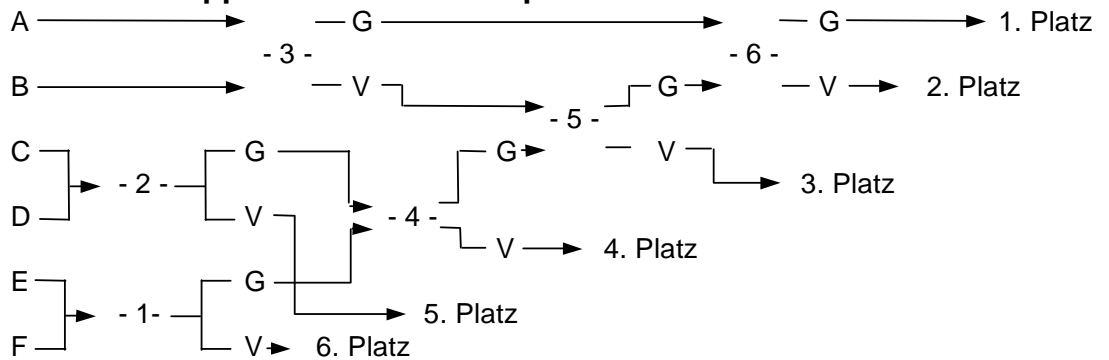 A G G 1. Platz
- 3 - - 6 -
B V G V 2. Platz
- 5 -
C G G V
- 2 - 3. Platz
D V - 4 -
V 4. Platz
E G
- 1- 5. Platz
F V 6. Platz